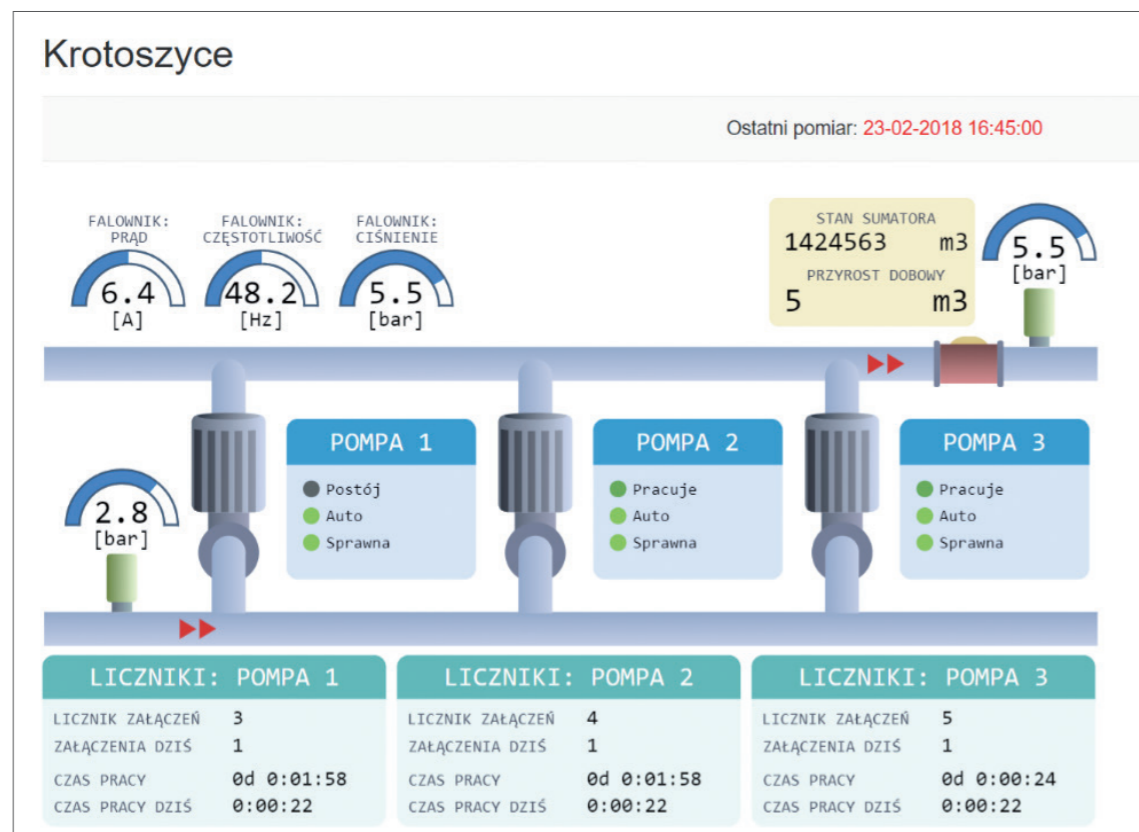 Krotoszyce
Ostatni pomiar: 23-02-2018 16:45:00
FALOWNIK:
PRĄD
6.4
[A]
FALOWNIK:
CZĘSTOTLIWOŚĆ
48.2
[Hz]
FALOWNIK:
CIŚNIENIE
5.5
[bar]
STAN SUMATORA
1424563 m3
PRZYROST DOBOWY
5 m3
5.5
[bar]
2.8
[bar]
POMPA 1
Postój
Auto
Sprawna
POMPA 2
Pracuje
Auto
Sprawna
POMPA 3
Pracuje
Auto
Sprawna
LICZNIKI: POMPA 1
LICZNIK ZAŁĄCZEŃ 3
ZAŁĄCZENIA DZIŚ 1
CZAS PRACY 0d 0:01:58
CZAS PRACY DZIŚ 0:00:22
LICZNIKI: POMPA 2
LICZNIK ZAŁĄCZEŃ 4
ZAŁĄCZENIA DZIŚ 1
CZAS PRACY 0d 0:01:58
CZAS PRACY DZIŚ 0:00:22
LICZNIKI: POMPA 3
LICZNIK ZAŁĄCZEŃ 5
ZAŁĄCZENIA DZIŚ 1
CZAS PRACY 0d 0:00:24
CZAS PRACY DZIŚ 0:00:22